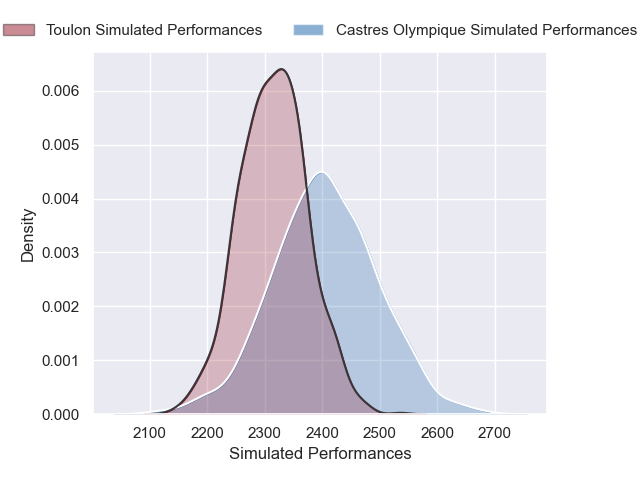 Toulon Simulated Performances
Castres Olympique Simulated Performances
0.006
0.005
0.004
0.003
0.002
0.001
0.000
Density
2100 2200 2300 2400 2500 2600 2700
Simulated Performances